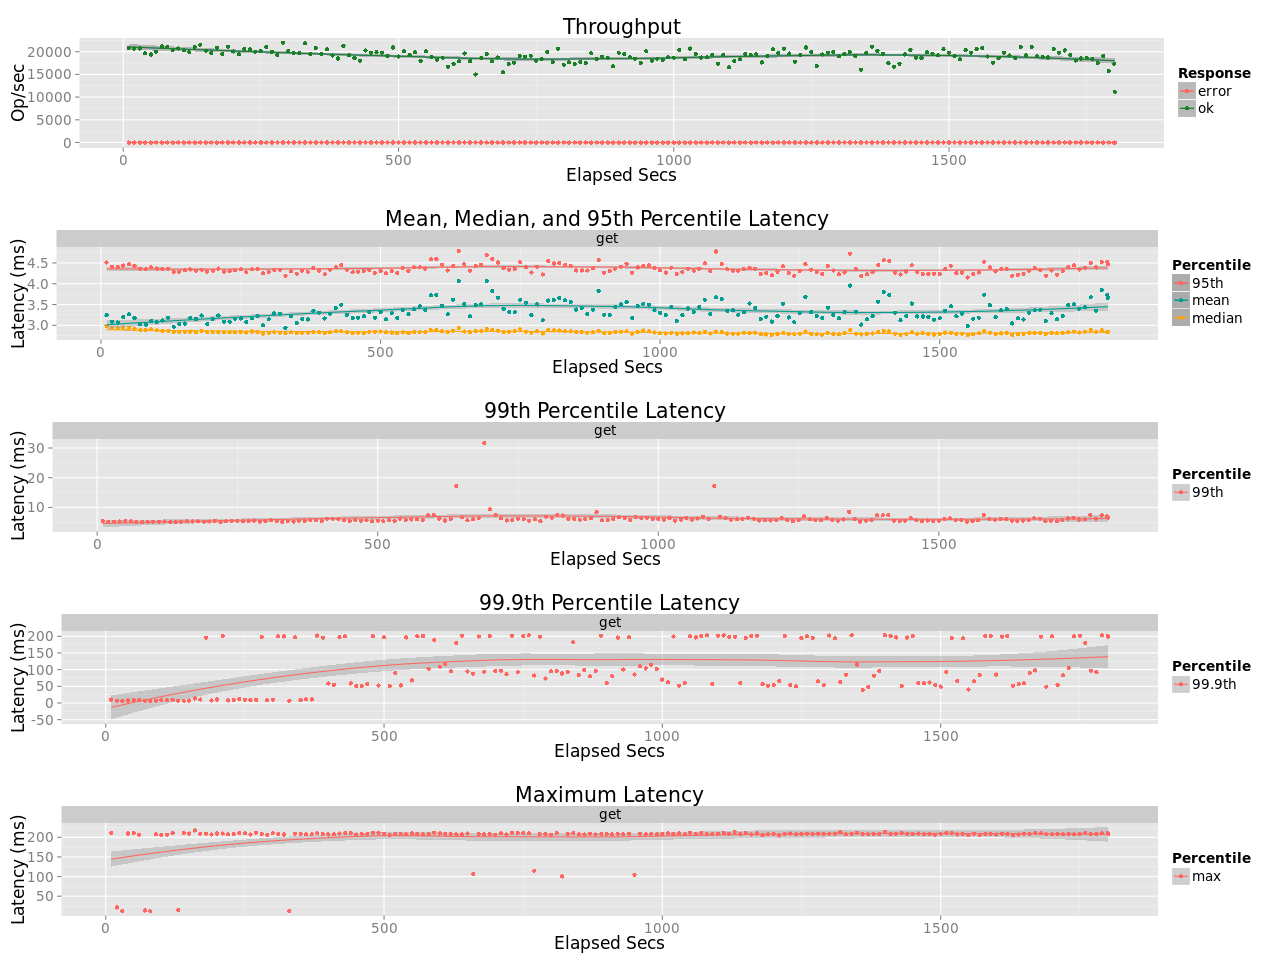 Throughput
Op/sec
20000
15000
10000
5000
0
0 500 1000 1500
Elapsed Secs
Response
error
ok
Mean, Median, and 95th Percentile Latency
get
Latency (ms)
4.5
4.0
3.5
3.0
0 500 1000 1500
Elapsed Secs
Percentile
95th
mean
median
99th Percentile Latency
get
Latency (ms)
30
20
10
0 500 1000 1500
Elapsed Secs
Percentile
99th
99.9th Percentile Latency
get
Latency (ms)
200
150
100
50
0
-50
0 500 1000 1500
Elapsed Secs
Percentile
99.9th
Maximum Latency
get
Latency (ms)
200
150
100
50
0 500 1000 1500
Elapsed Secs
Percentile
max